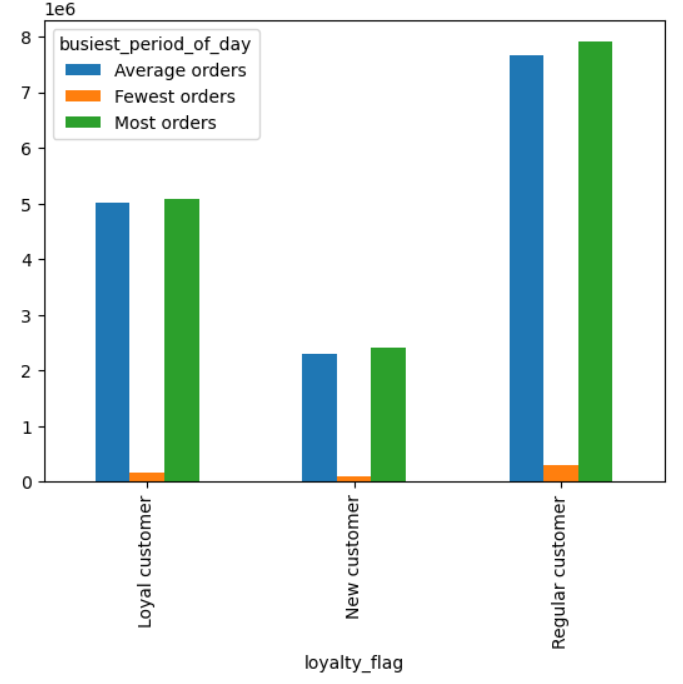 1e6
busiest_period_of_day
Average orders
Fewest orders
Most orders
8
7
6
5
4
3
2
1
0
Loyal customer
New customer
Regular customer
loyalty_flag